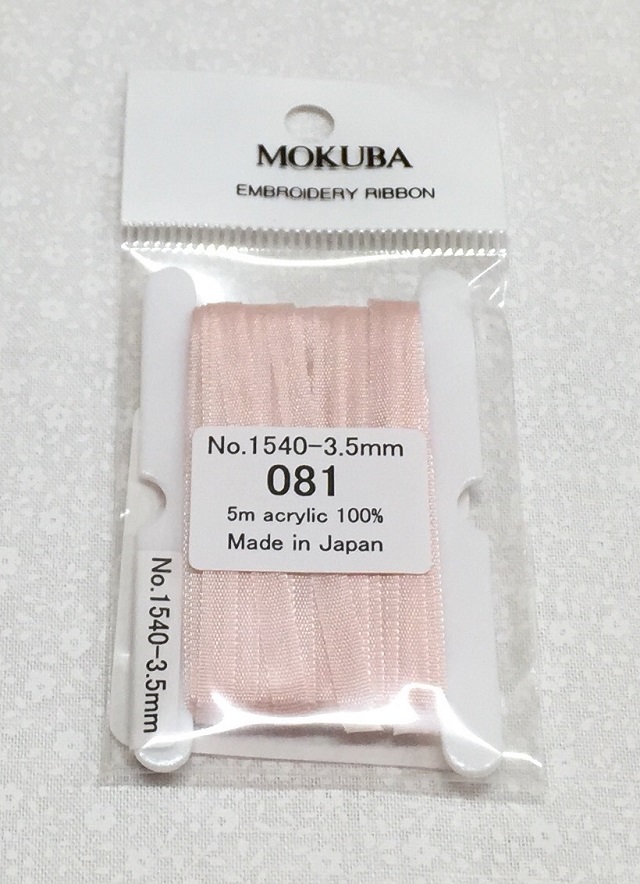 MOKUBA
EMBROIDERY RIBBON
No.1540-3.5mm
081
5m acrylic 100%
Made in Japan
No.1540-3.5mm